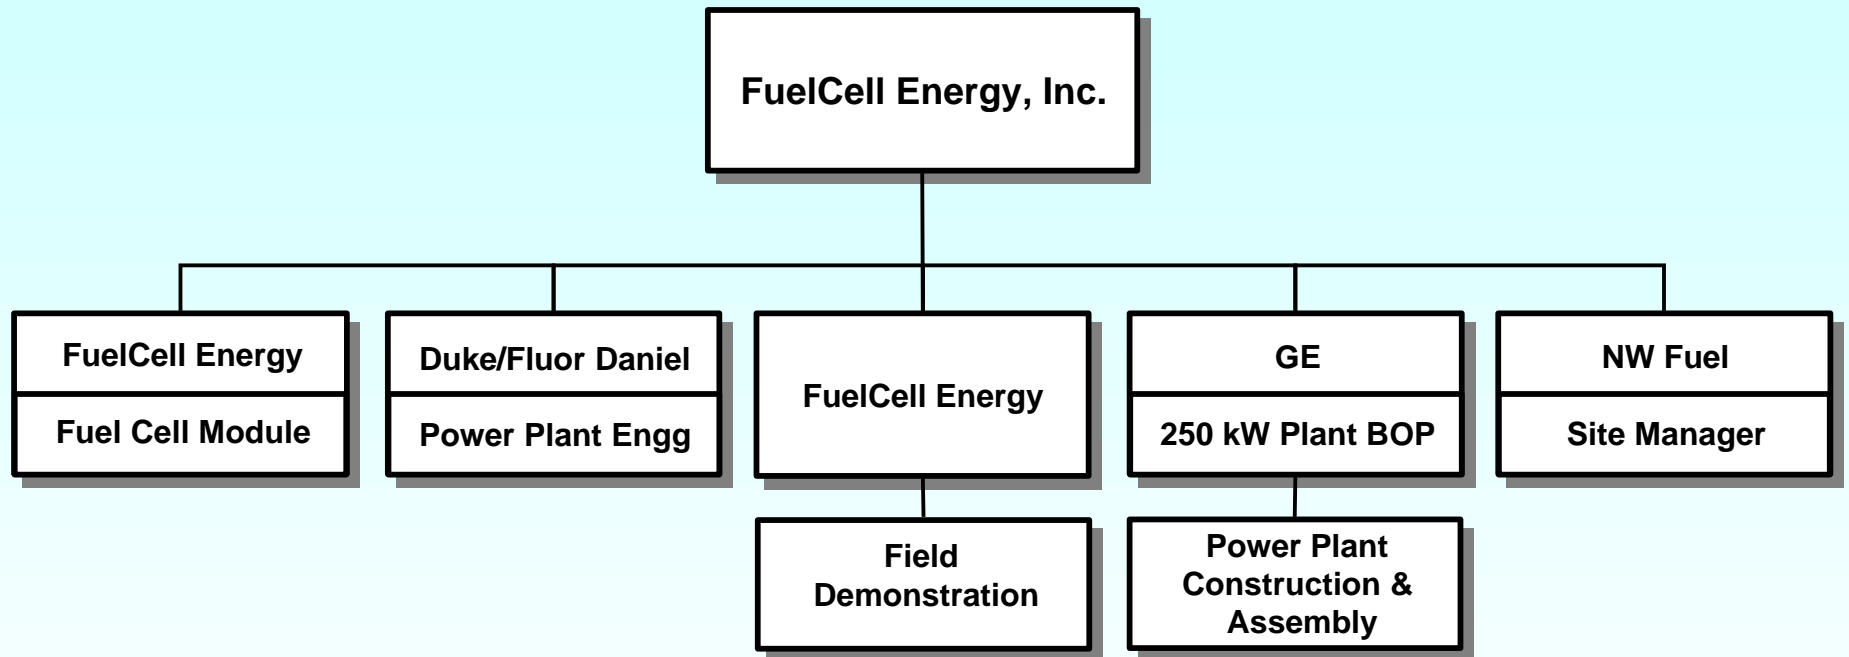 FuelCell Energy, Inc.
FuelCell Energy
Fuel Cell Module
Duke/Fluor Daniel
Power Plant Engg
FuelCell Energy
Field
Demonstration
GE
250 kW Plant BOP
Power Plant
Construction &
Assembly
NW Fuel
Site Manager